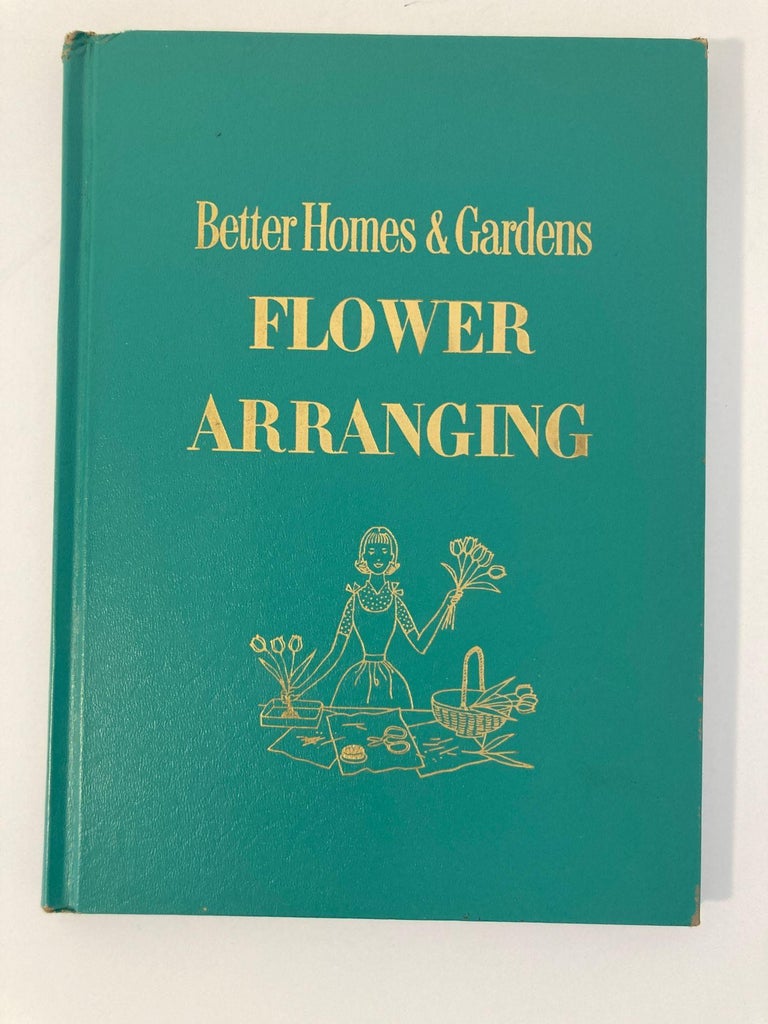 Better Homes & Gardens
FLOWER
ARRANGING